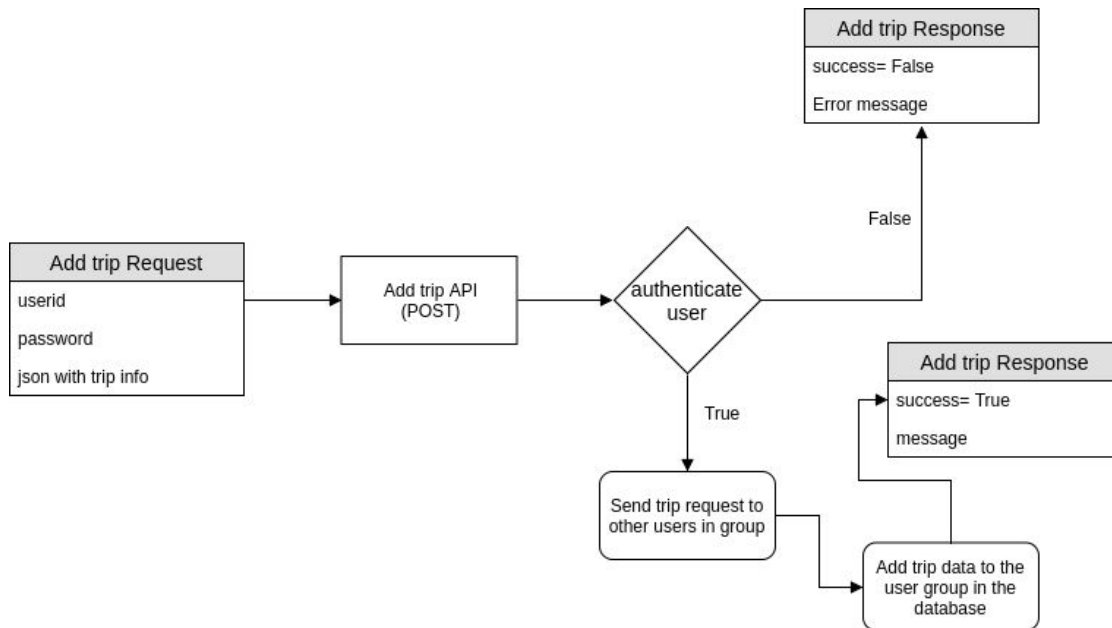 Add trip Response
success= False
Error message
False
Add trip Request
userid
password
json with trip info
Add trip API
(POST)
authenticate
user
True
Add trip Response
success= True
message
Send trip request to
other users in group
Add trip data to the
user group in the
database